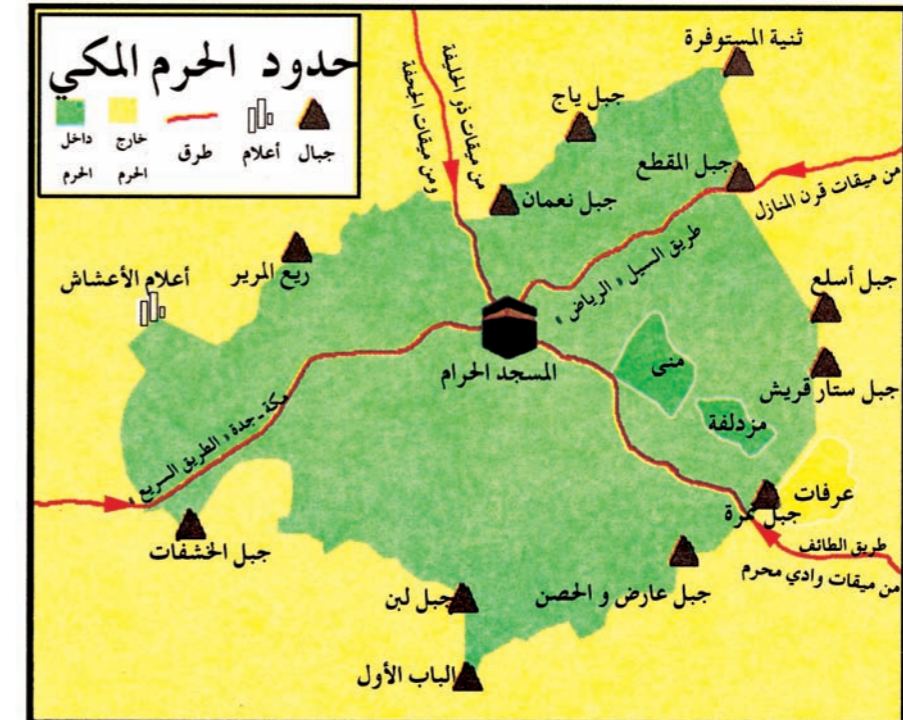 حدود الحرم المكي
جبال
أعلام
طرق
خارج
الحرم
داخل
الحرم
ثنية المستوفرة
جبل ياج
من ميقات ذو الحليفة
ومن ميقات الجحفة
جبل المقطع
من ميقات قرن المنازل
جبل نعمان
طريق السيل « الرياض »
ريع المرير
أعلام الأعشاش
جبل أسلع
المسجد الحرام
منى
جبل ستار قريش
مزدلفة
مكة - جدة « الطريق السريع »
عرفات
جبل نمرة
طريق الطائف
من ميقات وادي محرم
جبل الخشفات
جبل عارض و الحصن
جبل لبن
الباب الأول